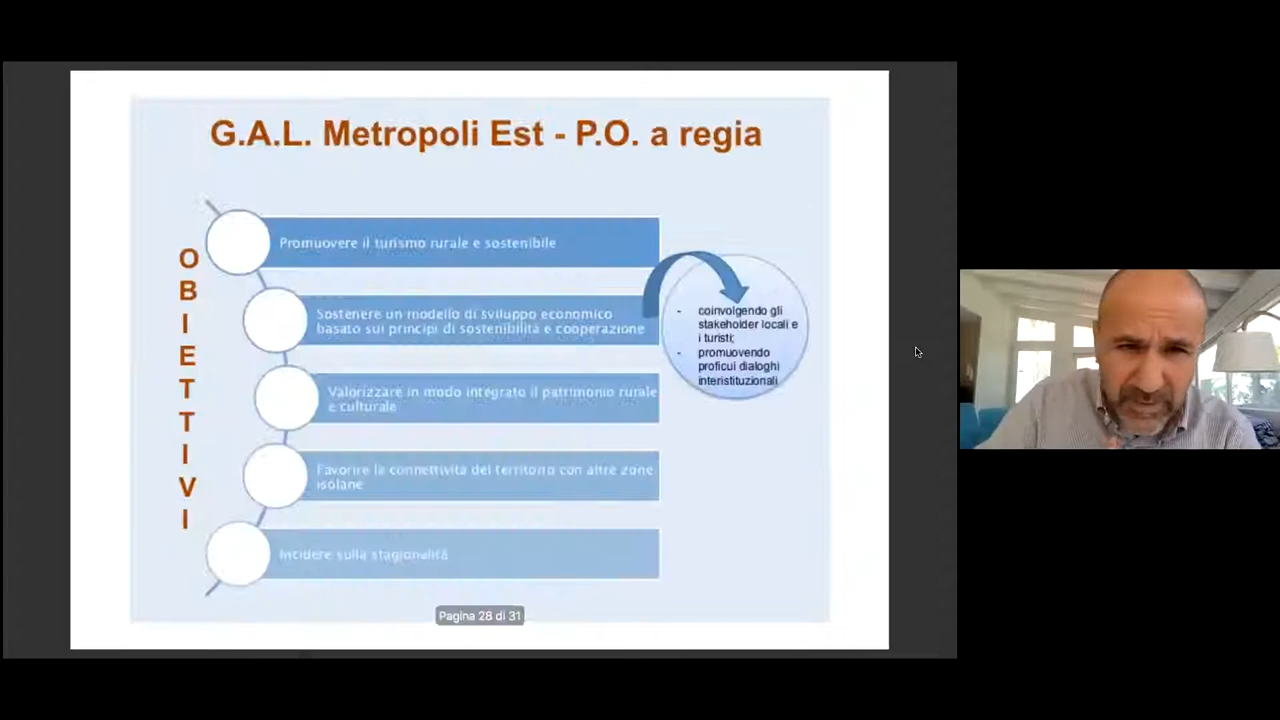 G.A.L. Metropoli Est - P.O. a regia
OBIETTIVI
Promuovere il turismo rurale e sostenibile
Sostenere un modello di sviluppo economico
basato sui principi di sostenibilità e cooperazione
- coinvolgendo gli
stakeholder locali e
i turisti;
- promuovendo
proficui dialoghi
interistituzionali
Valorizzare in modo integrato il patrimonio rurale
e culturale
Favorire la connettività del territorio con altre zone
isolane
Incidere sulla stagionalità
Pagina 28 di 31